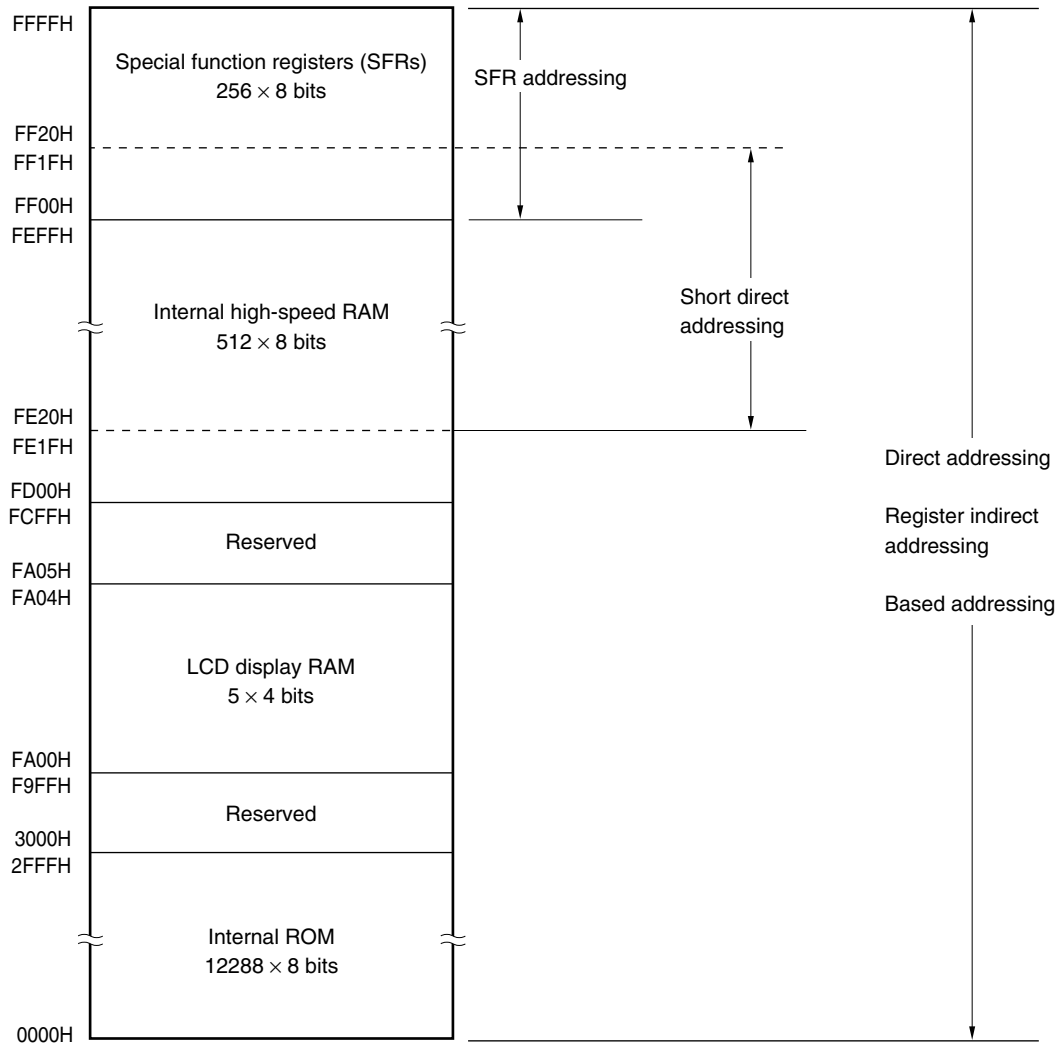 FFFFH
Special function registers (SFRs)
256 × 8 bits
SFR addressing
FF20H
FF1FH
FF00H
FEFFH
Internal high-speed RAM
512 × 8 bits
Short direct
addressing
FE20H
FE1FH
Direct addressing
Register indirect
addressing
Based addressing
FD00H
FCFFH
Reserved
FA05H
FA04H
LCD display RAM
5 × 4 bits
FA00H
F9FFH
Reserved
3000H
2FFFH
Internal ROM
12288 × 8 bits
0000H